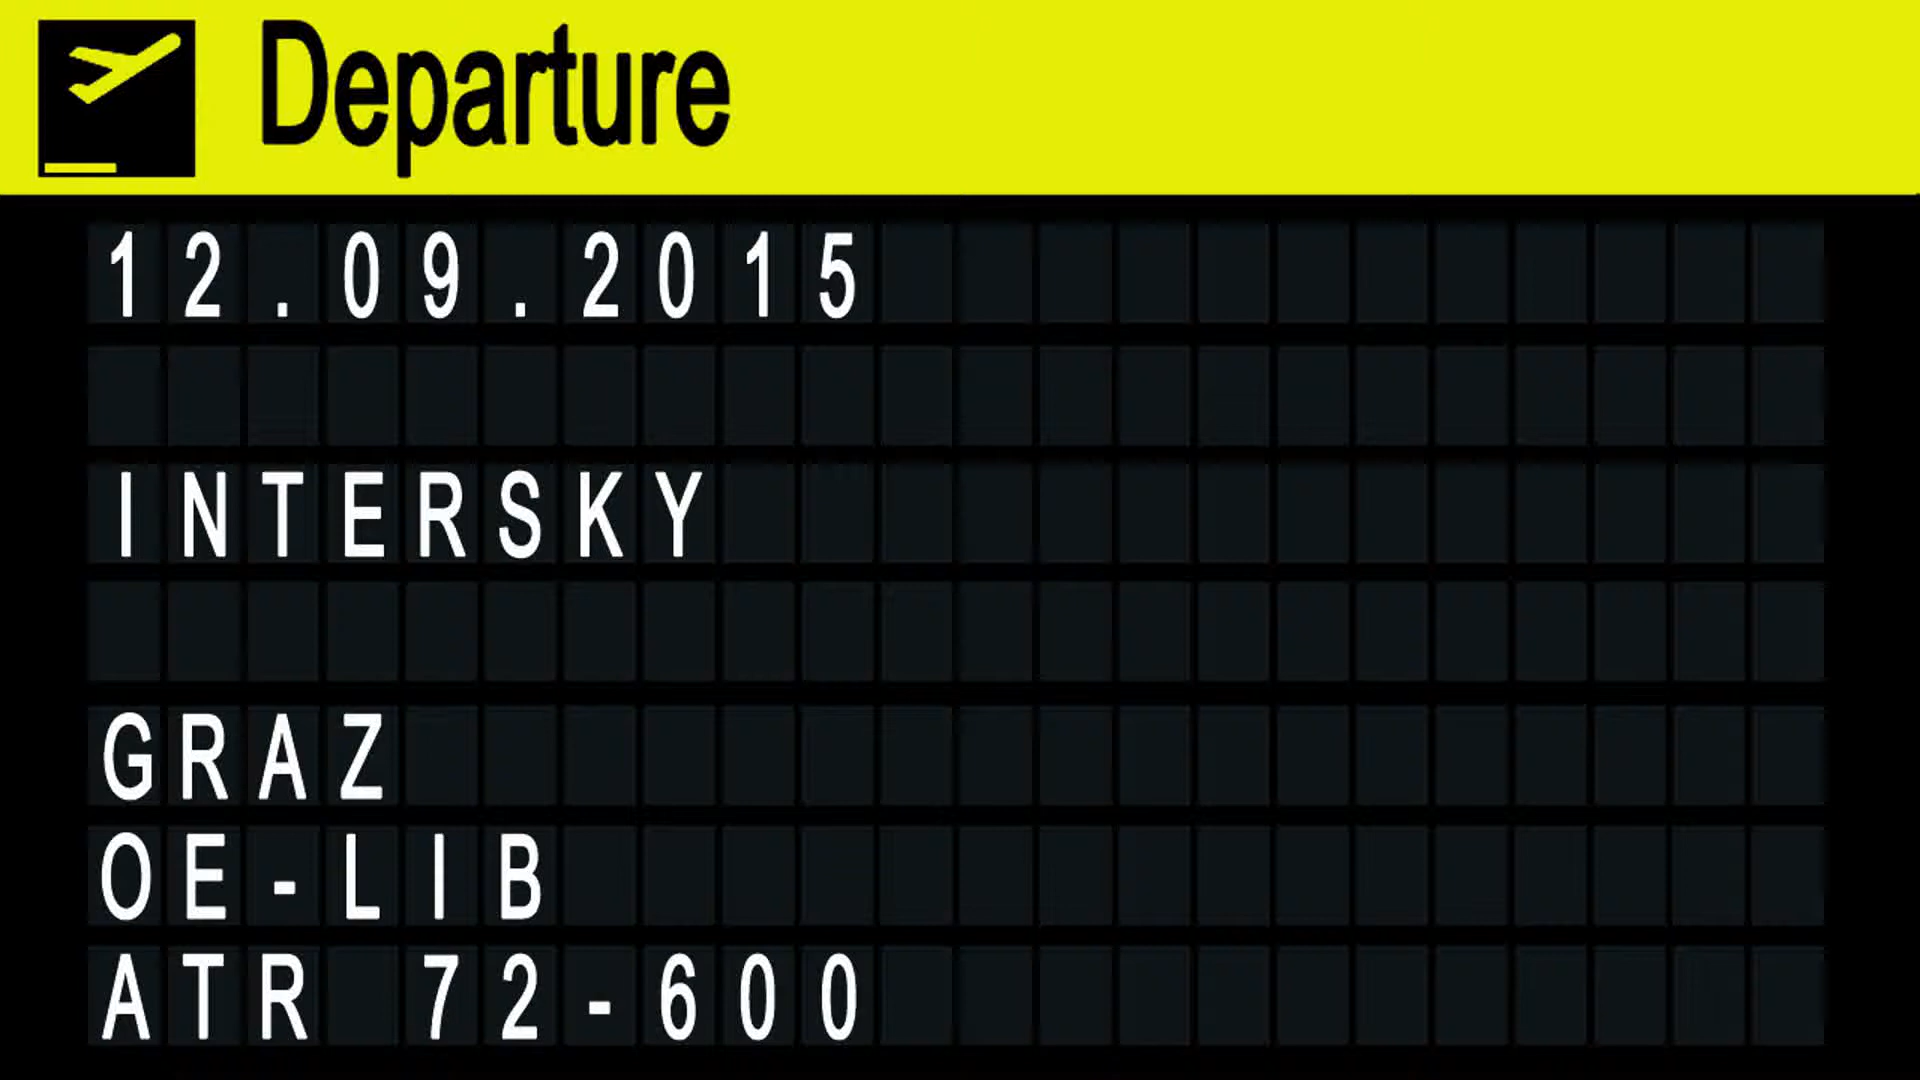 Departure
12.09.2015
INTERSKY
GRAZ
OE-LIB
ATR 72-600